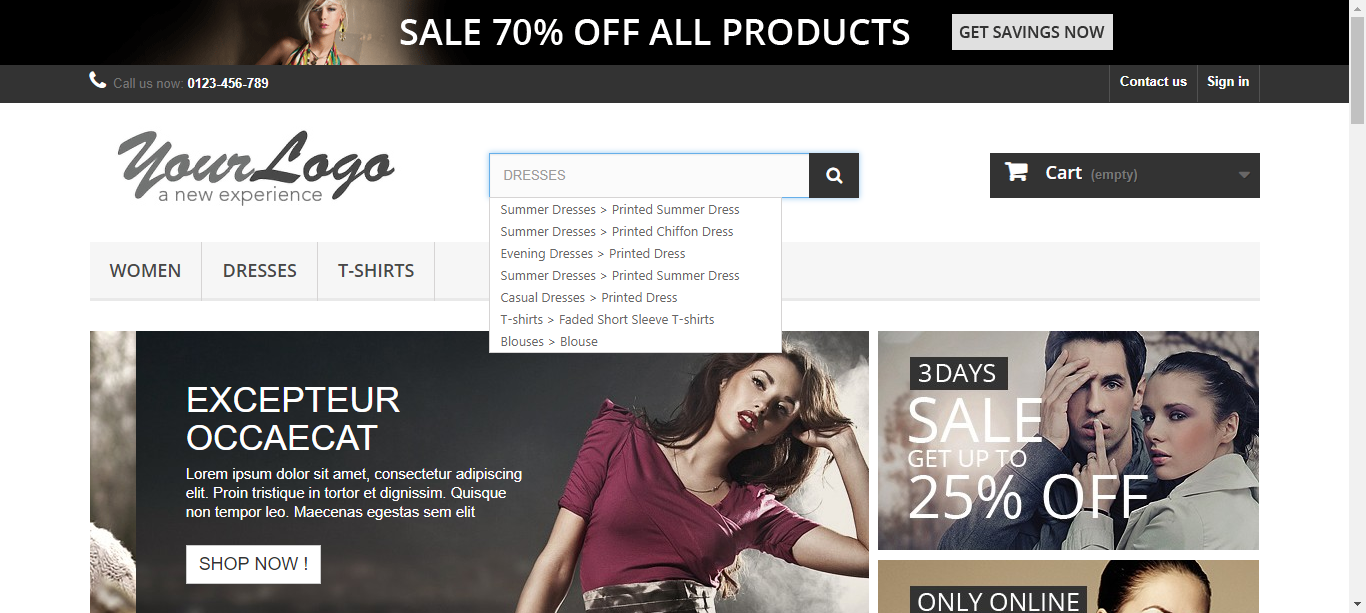 SALE 70% OFF ALL PRODUCTS
GET SAVINGS NOW
Call us now: 0123-456-789
Contact us
Sign in
YourLogo
a new experience
DRESSES
Cart (empty)
Summer Dresses > Printed Summer Dress
Summer Dresses > Printed Chiffon Dress
Evening Dresses > Printed Dress
Summer Dresses > Printed Summer Dress
Casual Dresses > Printed Dress
T-shirts > Faded Short Sleeve T-shirts
Blouses > Blouse
WOMEN
DRESSES
T-SHIRTS
EXCEPTEUR
OCCAECAT
Lorem ipsum dolor sit amet, consectetur adipiscing
elit. Proin tristique in tortor et dignissim. Quisque
non tempor leo. Maecenas egestas sem elit
SHOP NOW !
3 DAYS
SALE
GET UP TO
25% OFF
ONLY ONLINE